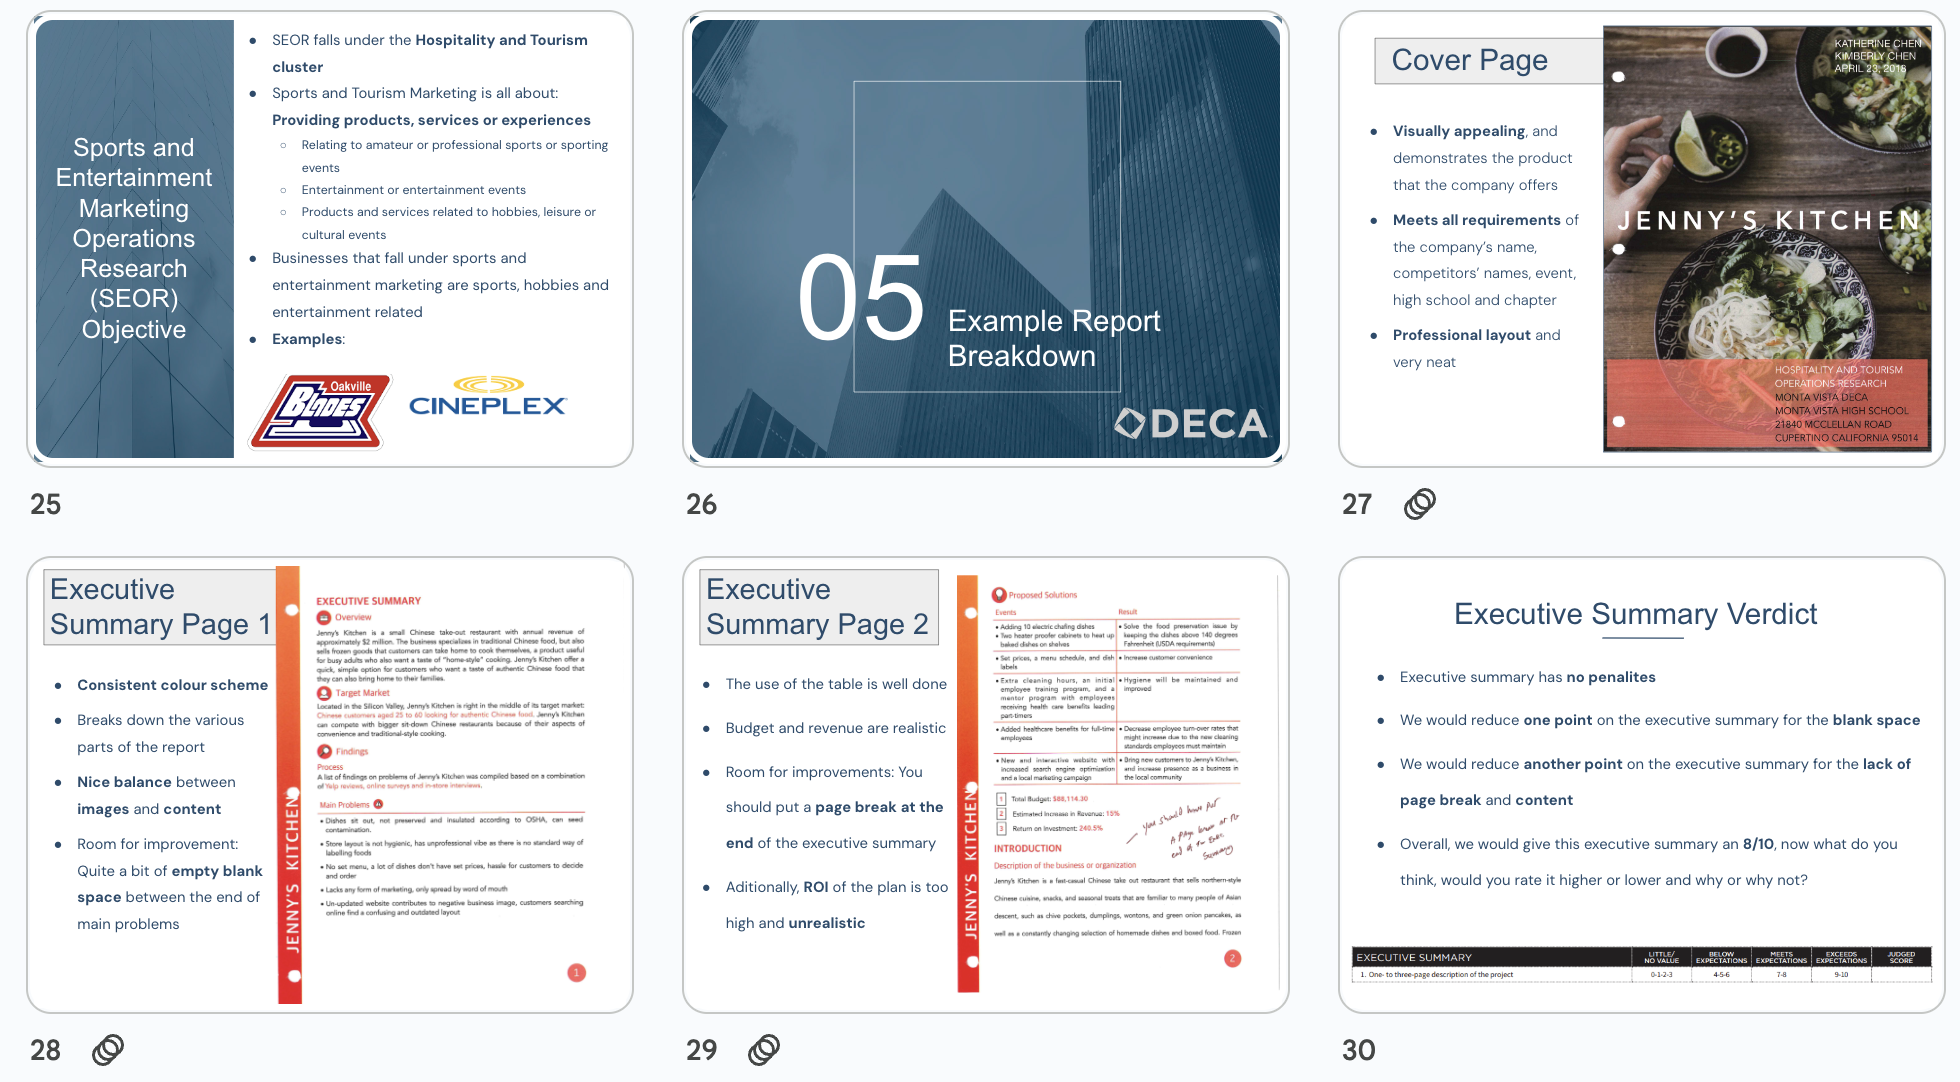 Sports and
Entertainment
Marketing
Operations
Research
(SEOR)
Objective
● SEOR falls under the Hospitality and Tourism
cluster
● Sports and Tourism Marketing is all about:
Providing products, services or experiences
○ Relating to amateur or professional sports or sporting
events
○ Entertainment or entertainment events
○ Products and services related to hobbies, leisure or
cultural events
● Businesses that fall under sports and
entertainment marketing are sports, hobbies and
entertainment related
● Examples:
Oakville
BLADES
CINEPLEX
25
05 Example Report
Breakdown
DECA
26
Cover Page
● Visually appealing, and
demonstrates the product
that the company offers
● Meets all requirements of
the company's name,
competitors' names, event,
high school and chapter
● Professional layout and
very neat
KATHERINE CHEN
KIMBERLY CHEN
APRIL 23, 2018
JENNY'S KITCHEN
HOSPITALITY AND TOURISM
OPERATIONS RESEARCH
MONTA VISTA DECA
MONTA VISTA HIGH SCHOOL
21840 MCCLELLAN ROAD
CUPERTINO CALIFORNIA 95014
27
Executive
Summary Page 1
● Consistent colour scheme
● Breaks down the various
parts of the report
● Nice balance between
images and content
● Room for improvement:
Quite a bit of empty blank
space between the end of
main problems
JENNY'S KITCHEN
EXECUTIVE SUMMARY
Overview
Jenny's Kitchen is a small Chinese take-out restaurant with annual revenue of
approximately $2 million. The business specializes in traditional Chinese food, but also
sells frozen goods that customers can take home to cook themselves, a product useful
for busy adults who also want a taste of "home-style" cooking. Jenny's Kitchen offer a
quick, simple option for customers who want a taste of authentic Chinese food that
they can also bring home to their families.
Target Market
Located in the Silicon Valley, Jenny's Kitchen is right in the middle of its target market:
Chinese customers aged 25 to 60 looking for authentic Chinese food. Jenny's Kitchen
can compete with bigger sit-down Chinese restaurants because of their aspects of
convenience and traditional-style cooking.
Findings
Process
A list of findings on problems of Jenny's Kitchen was compiled based on a combination
of Yelp reviews, online surveys and in-store interviews.
Main Problems
• Dishes sit out, not preserved and insulated according to OSHA, can seed
contamination.
• Store layout is not hygienic, has unprofessional vibe as there is no standard way of
labelling foods
• No set menu, a lot of dishes don't have set prices, hassle for customers to decide
and order
• Lacks any form of marketing, only spread by word of mouth
• Un-updated website contributes to negative business image, customers searching
online find a confusing and outdated layout
1
28
Executive
Summary Page 2
● The use of the table is well done
● Budget and revenue are realistic
● Room for improvements: You
should put a page break at the
end of the executive summary
● Aditionally, ROI of the plan is too
high and unrealistic
JENNY'S KITCHEN
Proposed Solutions
Events
Result
• Adding 10 electric chafing dishes
• Two heater proofer cabinets to heat up
baked dishes on shelves
• Solve the food preservation issue by
keeping the dishes above 140 degrees
Fahrenheit (USDA requirements)
• Set prices, a menu schedule, and dish
labels
• Increase customer convenience
• Extra cleaning hours, an initial
employee training program, and a
mentor program with employees
receiving health care benefits leading
part-timers
• Hygiene will be maintained and
improved
• Added healthcare benefits for full-time
employees
• Decrease employee turn-over rates that
might increase due to the new cleaning
standards employees must maintain
• New and interactive website with
increased search engine optimization
and a local marketing campaign
• Bring new customers to Jenny's Kitchen,
and increase presence as a business in
the local community
1 Total Budget: $88,114.30
2 Estimated Increase in Revenue: 15%
3 Return on Investment: 240.5%
you should have put
A page break at the
end of the Exec.
Summary
INTRODUCTION
Description of the business or organization
Jenny's Kitchen is a fast-casual Chinese take out restaurant that sells northern-style
Chinese cuisine, snacks, and seasonal treats that are familiar to many people of Asian
descent, such as chive pockets, dumplings, wontons, and green onion pancakes, as
well as a constantly changing selection of homemade dishes and boxed food. Frozen
2
29
Executive Summary Verdict
● Executive summary has no penalites
● We would reduce one point on the executive summary for the blank space
● We would reduce another point on the executive summary for the lack of
page break and content
● Overall, we would give this executive summary an 8/10, now what do you
think, would you rate it higher or lower and why or why not?
EXECUTIVE SUMMARY
LITTLE/
NO VALUE
BELOW
EXPECTATIONS
MEETS
EXPECTATIONS
EXCEEDS
EXPECTATIONS
JUDGED
SCORE
1. One- to three-page description of the project
0-1-2-3
4-5-6
7-8
9-10
30